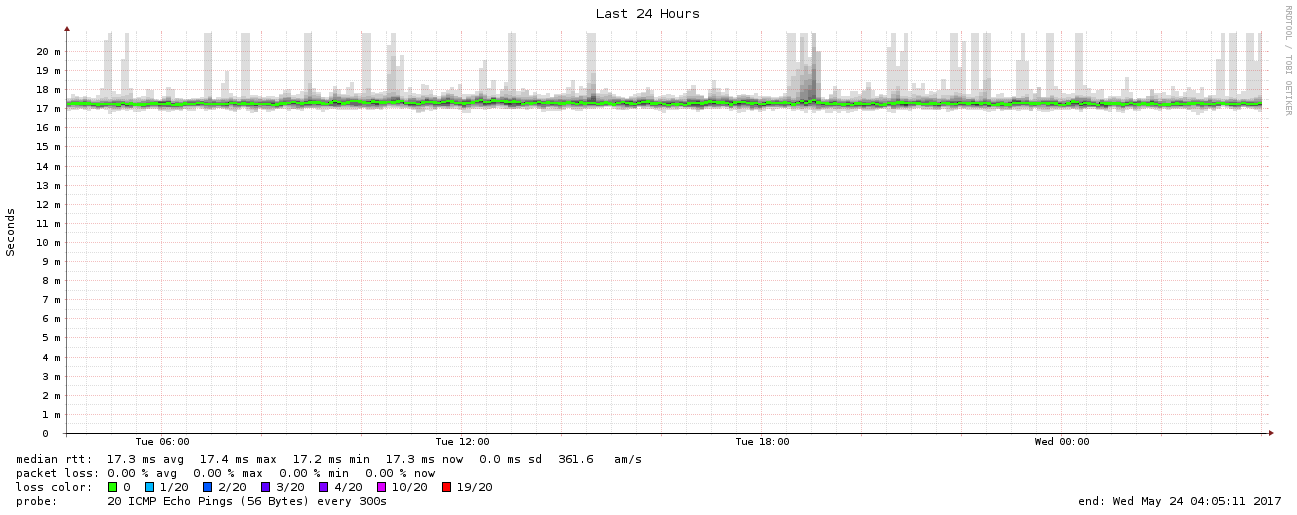 Last 24 Hours
RRDTOOL / TOBI OETIKER
20 m
19 m
18 m
17 m
16 m
15 m
14 m
13 m
12 m
11 m
10 m
9 m
8 m
7 m
6 m
5 m
4 m
3 m
2 m
1 m
0
Seconds
Tue 06:00 Tue 12:00 Tue 18:00 Wed 00:00
median rtt: 17.3 ms avg 17.4 ms max 17.2 ms min 17.3 ms now 0.0 ms sd 361.6 am/s
packet loss: 0.00 % avg 0.00 % max 0.00 % min 0.00 % now
loss color: 0 1/20 2/20 3/20 4/20 10/20 19/20
probe: 20 ICMP Echo Pings (56 Bytes) every 300s end: Wed May 24 04:05:11 2017